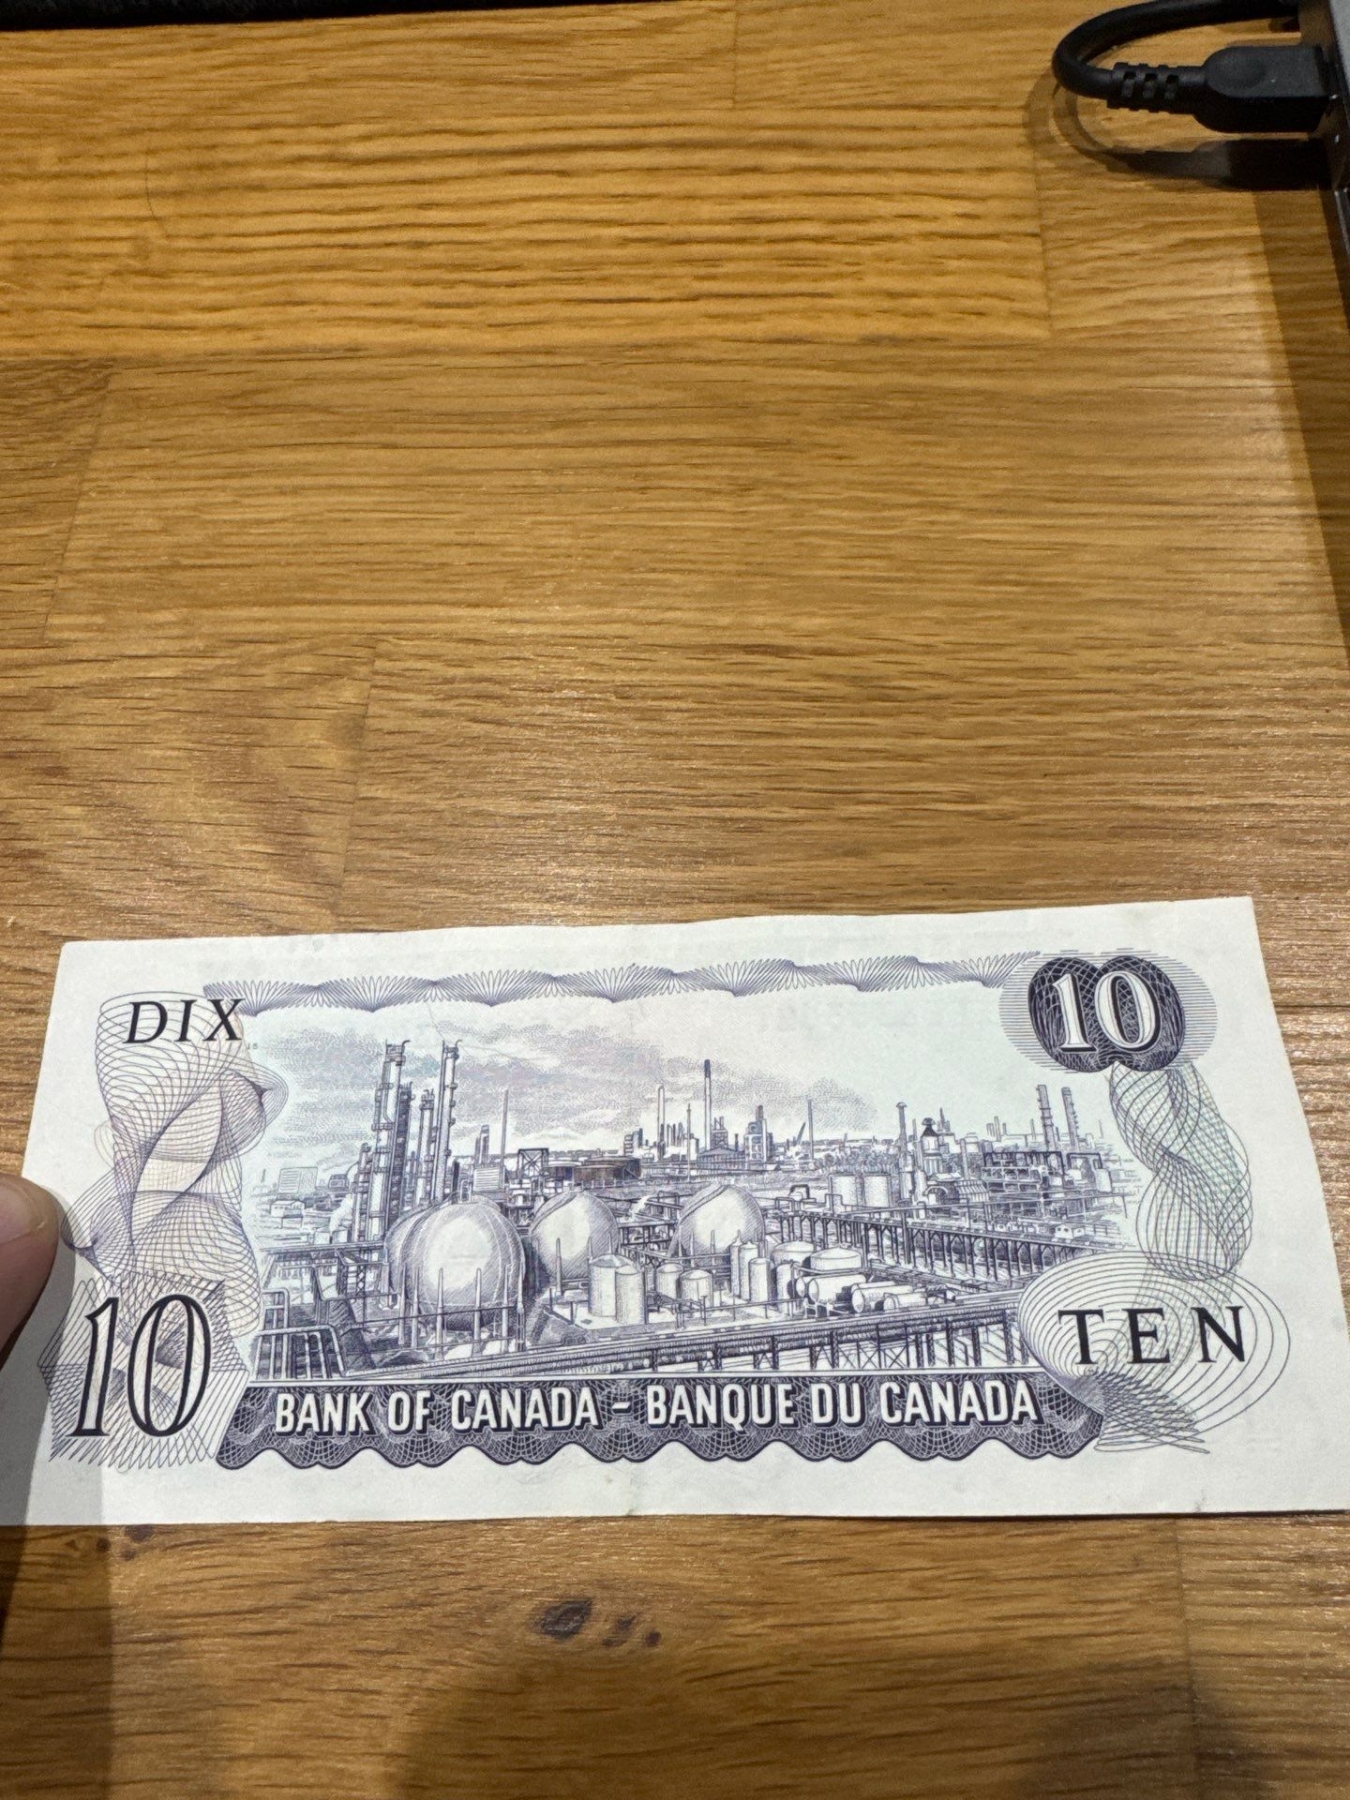 DIX
10
10
TEN
BANK OF CANADA – BANQUE DU CANADA